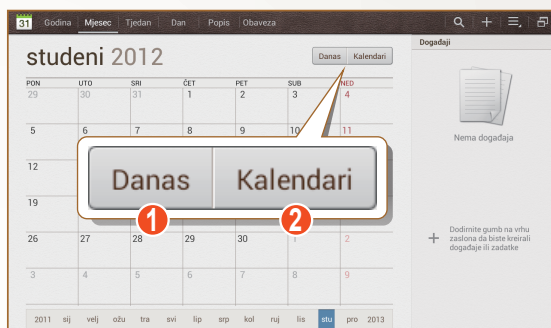 31 Godina Mjesec Tjedan Dan Popis Obaveza
Događaji
studeni 2012 Danas Kalendari
PON UTO SRI ČET PET SUB NED
29 30 31 1 2 3 4
5 6 7 8 9 10 11
12
Danas Kalendari
19
1 2
26 27 28 29 30 1 2
3 4 5 6 7 8 9
Nema događaja
Dodirnite gumb na vrhu
zaslona da biste kreirali
događaje ili zadatke
2011 sij velj ožu tra svi lip srp kol ruj lis stu pro 2013